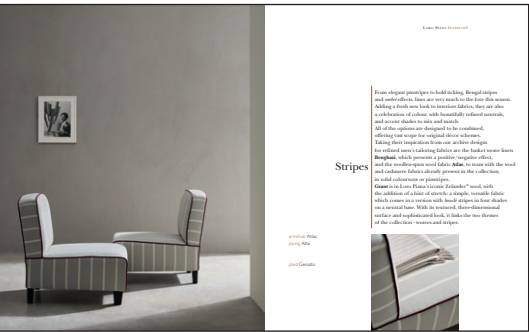 Loro Piana Interiors
Stripes
From elegant pinstripes to bold ticking, Bengal stripes
and ombré effects, lines are very much to the fore this season.
Adding a fresh new look to interiors fabrics, they are also
a celebration of colour, with beautifully refined neutrals,
and accent shades to mix and match.
All of the options are designed to be combined,
offering vast scope for original décor schemes.
Taking their inspiration from our archive designs
for refined men's tailoring fabrics are the basket weave linen
Benghasi, which presents a positive/negative effect,
and the woollen-spun wool fabric Atlas, to team with the wool
and cashmere fabrics already present in the collection,
in solid colourways or pinstripes.
Grant is in Loro Piana's iconic Zelander® wool, with
the addition of a hint of stretch: a simple, versatile fabric
which comes in a version with bouclé stripes in four shades
on a neutral base. With its textured, three-dimensional
surface and sophisticated look, it links the two themes
of the collection - weaves and stripes.
armchair Atlas,
piping Altai
plaid